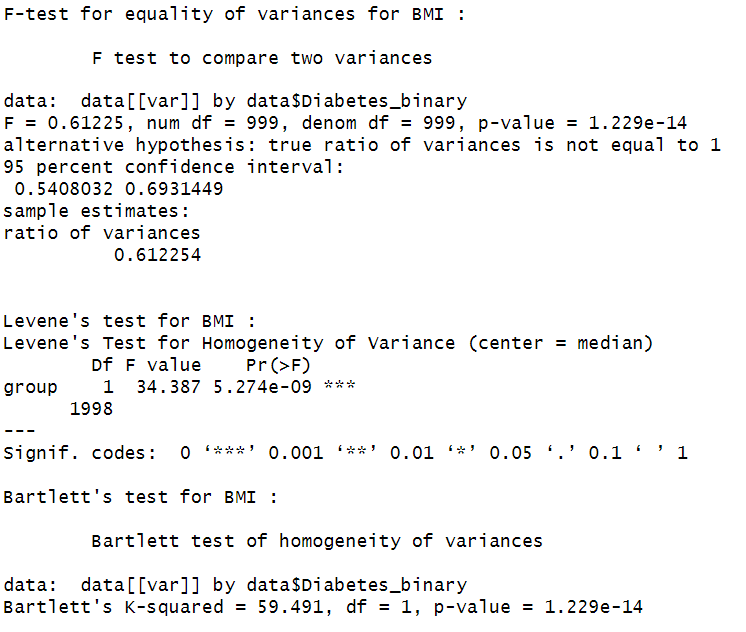 F-test for equality of variances for BMI :
F test to compare two variances
data:  data[[var]] by data$Diabetes_binary
F = 0.61225, num df = 999, denom df = 999, p-value = 1.229e-14
alternative hypothesis: true ratio of variances is not equal to 1
95 percent confidence interval:
0.5408032 0.6931449
sample estimates:
ratio of variances
0.612254
Levene's test for BMI :
Levene's Test for Homogeneity of Variance (center = median)
Df F value    Pr(>F)
group    1  34.387 5.274e-09 ***
1998
---
Signif. codes:  0 ‘***’ 0.001 ‘**’ 0.01 ‘*’ 0.05 ‘.’ 0.1 ‘ ’ 1
Bartlett's test for BMI :
Bartlett test of homogeneity of variances
data:  data[[var]] by data$Diabetes_binary
Bartlett's K-squared = 59.491, df = 1, p-value = 1.229e-14